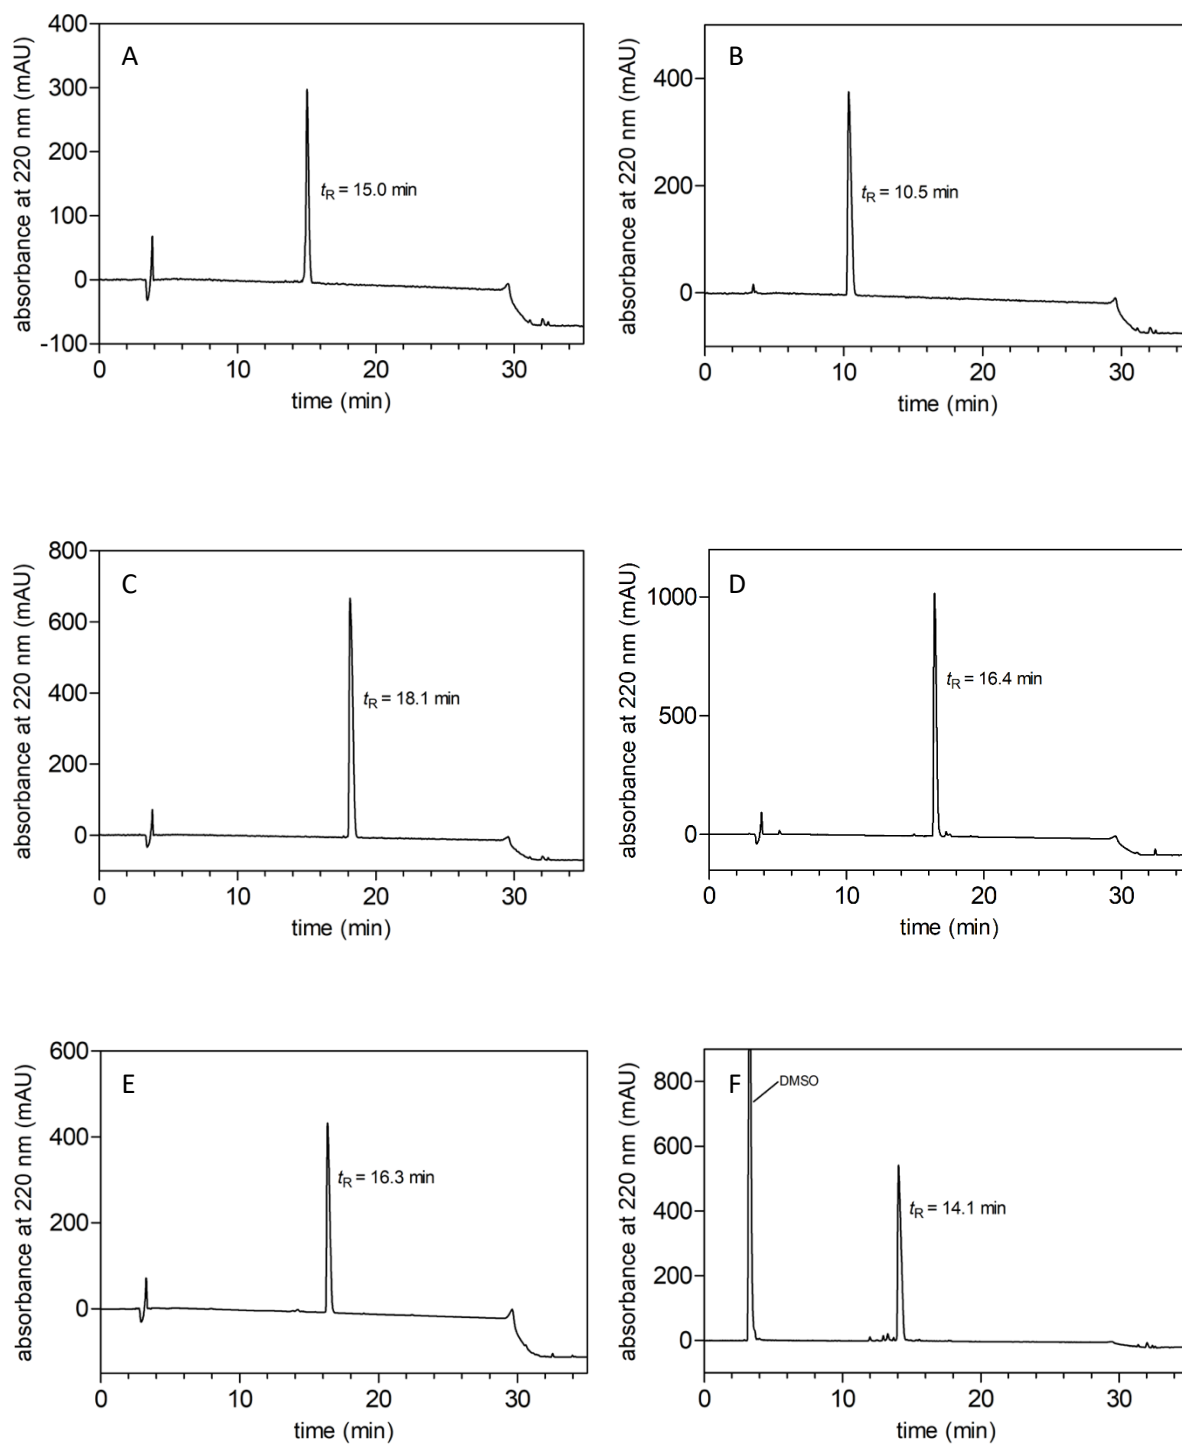 absorbance at 220 nm (mAU)
400
300
200
100
0
-100
A
tR = 15.0 min
0 10 20 30
time (min)
absorbance at 220 nm (mAU)
400
200
0
B
tR = 10.5 min
0 10 20 30
time (min)
absorbance at 220 nm (mAU)
800
600
400
200
0
C
tR = 18.1 min
0 10 20 30
time (min)
absorbance at 220 nm (mAU)
1000
500
0
D
tR = 16.4 min
0 10 20 30
time (min)
absorbance at 220 nm (mAU)
600
400
200
0
E
tR = 16.3 min
0 10 20 30
time (min)
absorbance at 220 nm (mAU)
800
600
400
200
0
F
DMSO
tR = 14.1 min
0 10 20 30
time (min)